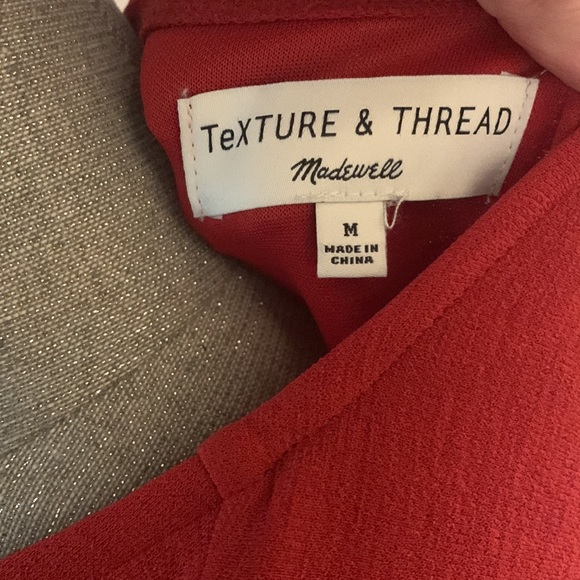 TeXTURE & THREAD
Madewell
M
MADE IN
CHINA